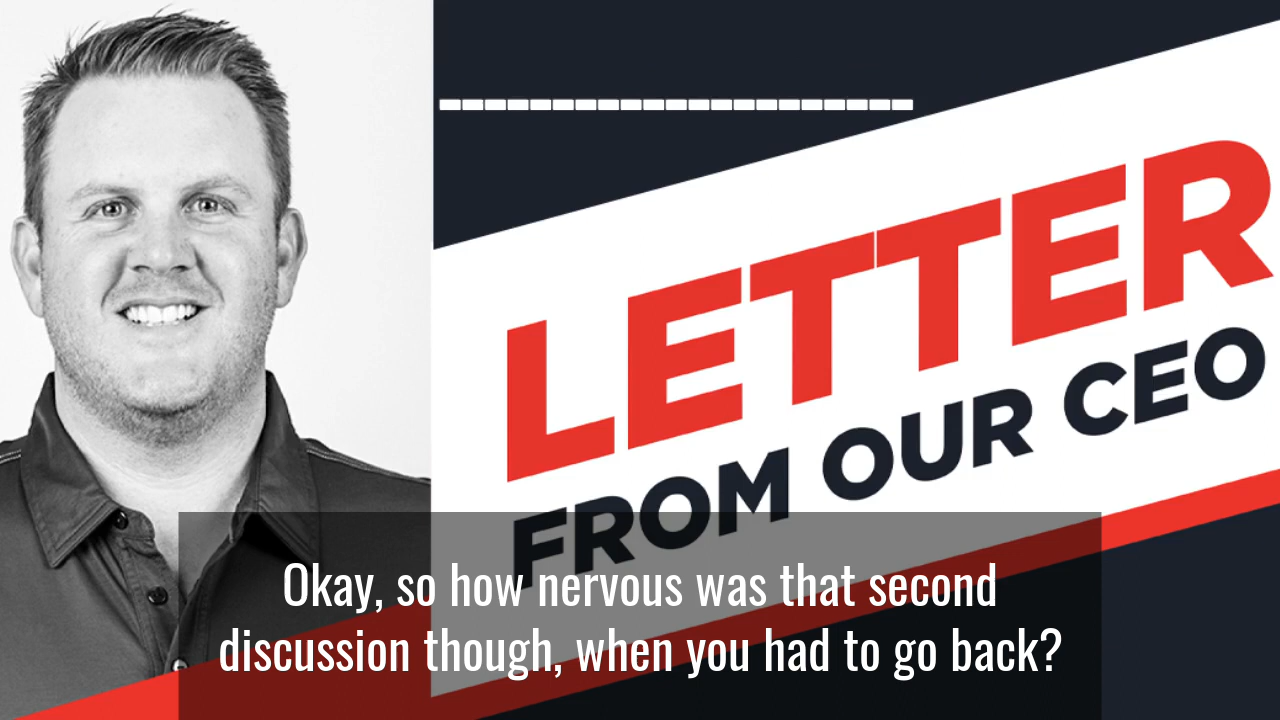 LETTER
FROM OUR CEO
Okay, so how nervous was that second
discussion though, when you had to go back?